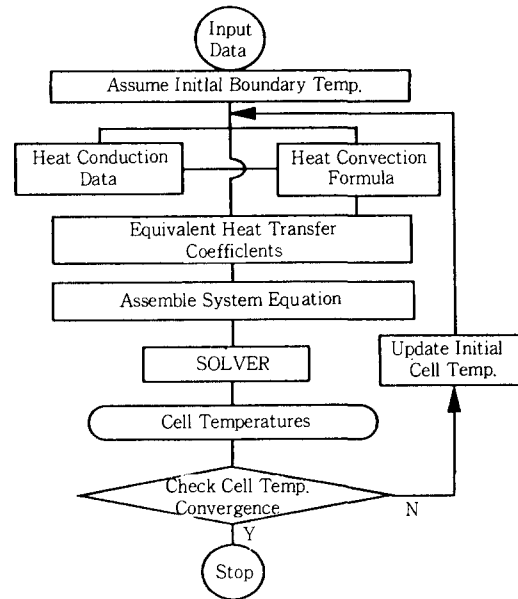 Input
Data
Assume Initial Boundary Temp.
Heat Conduction
Data
Heat Convection
Formula
Equivalent Heat Transfer
Coefficients
Assemble System Equation
SOLVER
Update Initial
Cell Temp.
Cell Temperatures
Check Cell Temp.
Convergence
N
Y
Stop